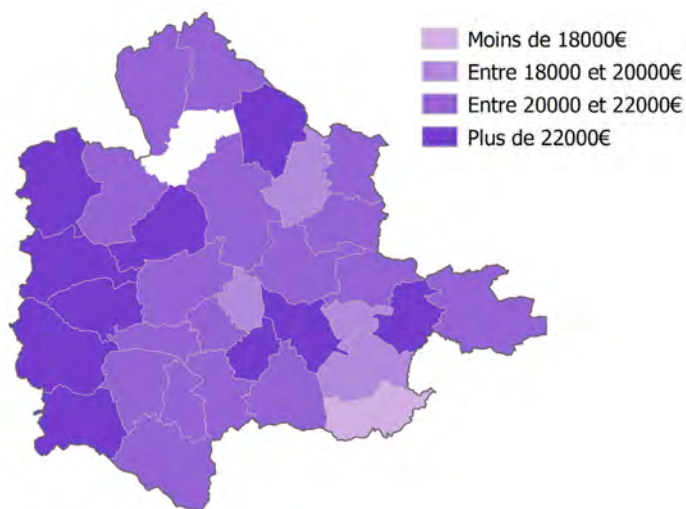 Moins de 18000€
Entre 18000 et 20000€
Entre 20000 et 22000€
Plus de 22000€